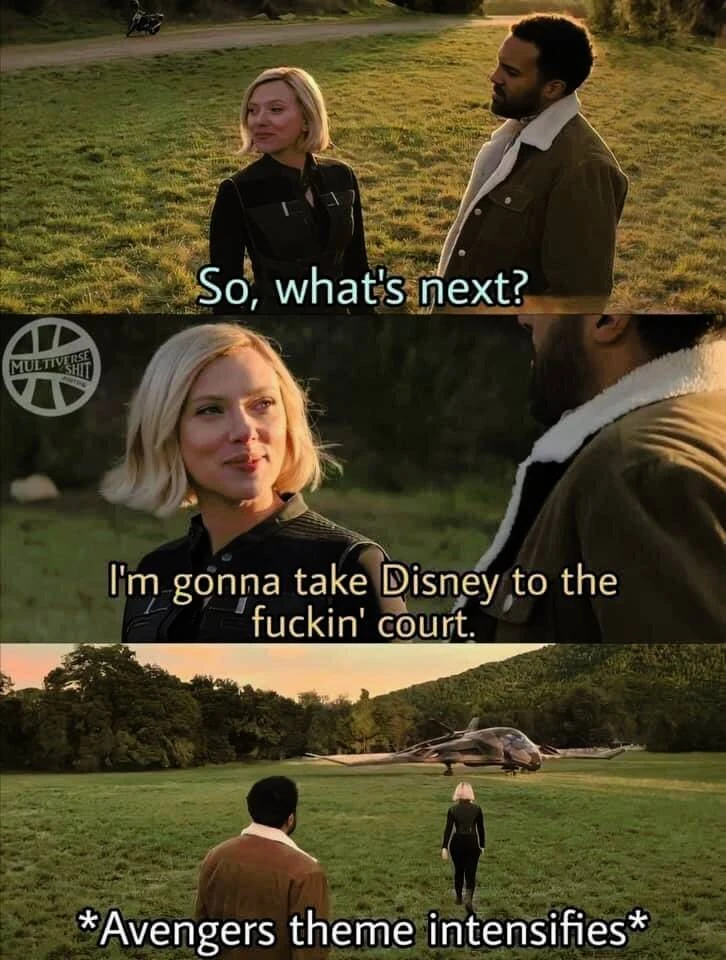 So, what's next?
MULTIVERSE
SHIT
I'm gonna take Disney to the
fuckin' court.
*Avengers theme intensifies*